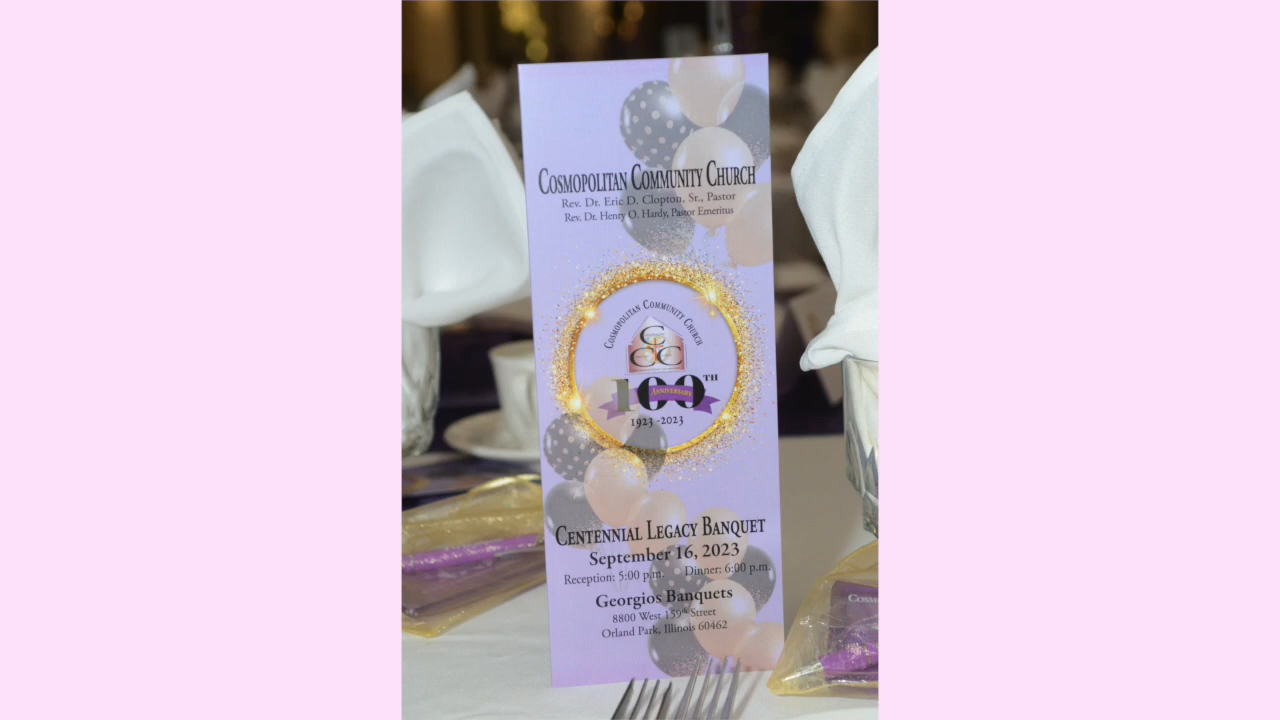 COSMOPOLITAN COMMUNITY CHURCH
Rev. Dr. Eric D. Clopton, Sr., Pastor
Rev. Dr. Henry O. Hardy, Pastor Emeritus
COSMOPOLITAN COMMUNITY CHURCH
C
CCC
100TH
ANNIVERSARY
1923 -2023
CENTENNIAL LEGACY BANQUET
September 16, 2023
Reception: 5:00 p.m. Dinner: 6:00 p.m.
Georgios Banquets
8800 West 159th Street
Orland Park, Illinois 60462